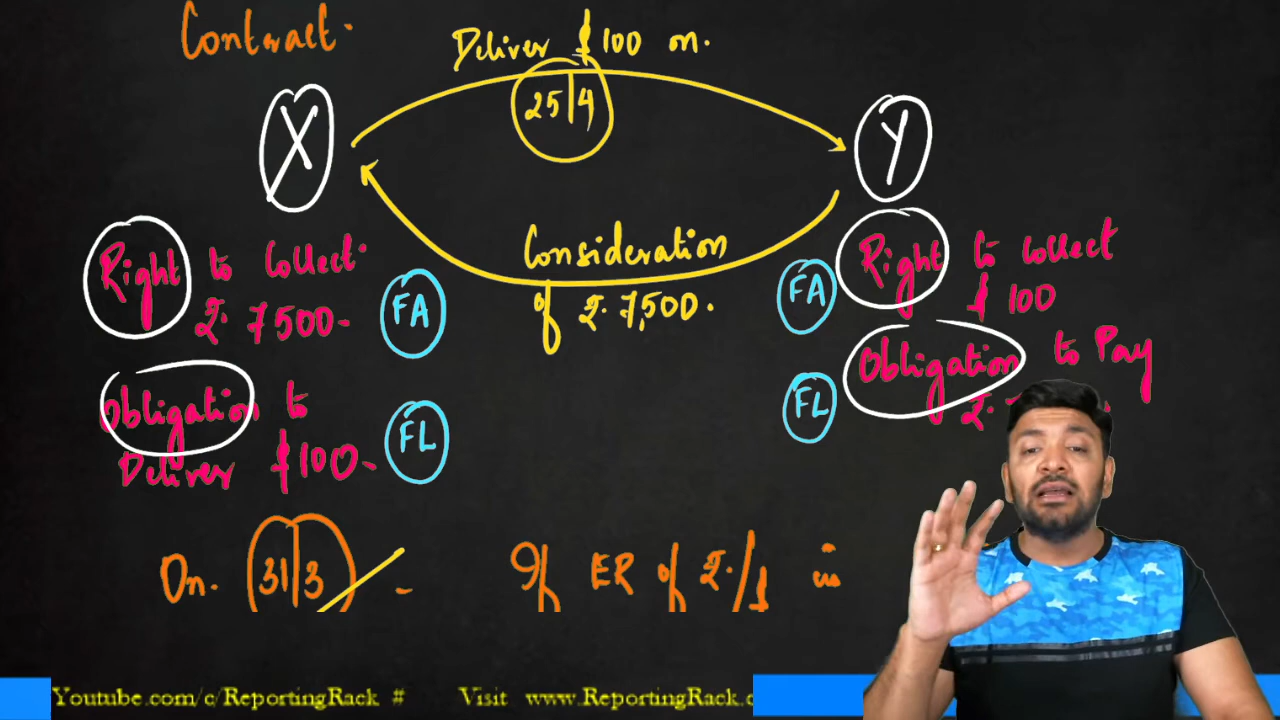 Contract.
Deliver $100 on.
25|4
X
Y
Consideration
of ₹. 7,500.
Right to Collect.
₹. 7500.
FA
Obligation to
Deliver $100.
FL
FA
Right to Collect
$100
FL
Obligation to Pay
₹.
On. 31|3 -
If ER of ₹./$ is
Youtube.com/c/ReportingRack # Visit www.ReportingRack.